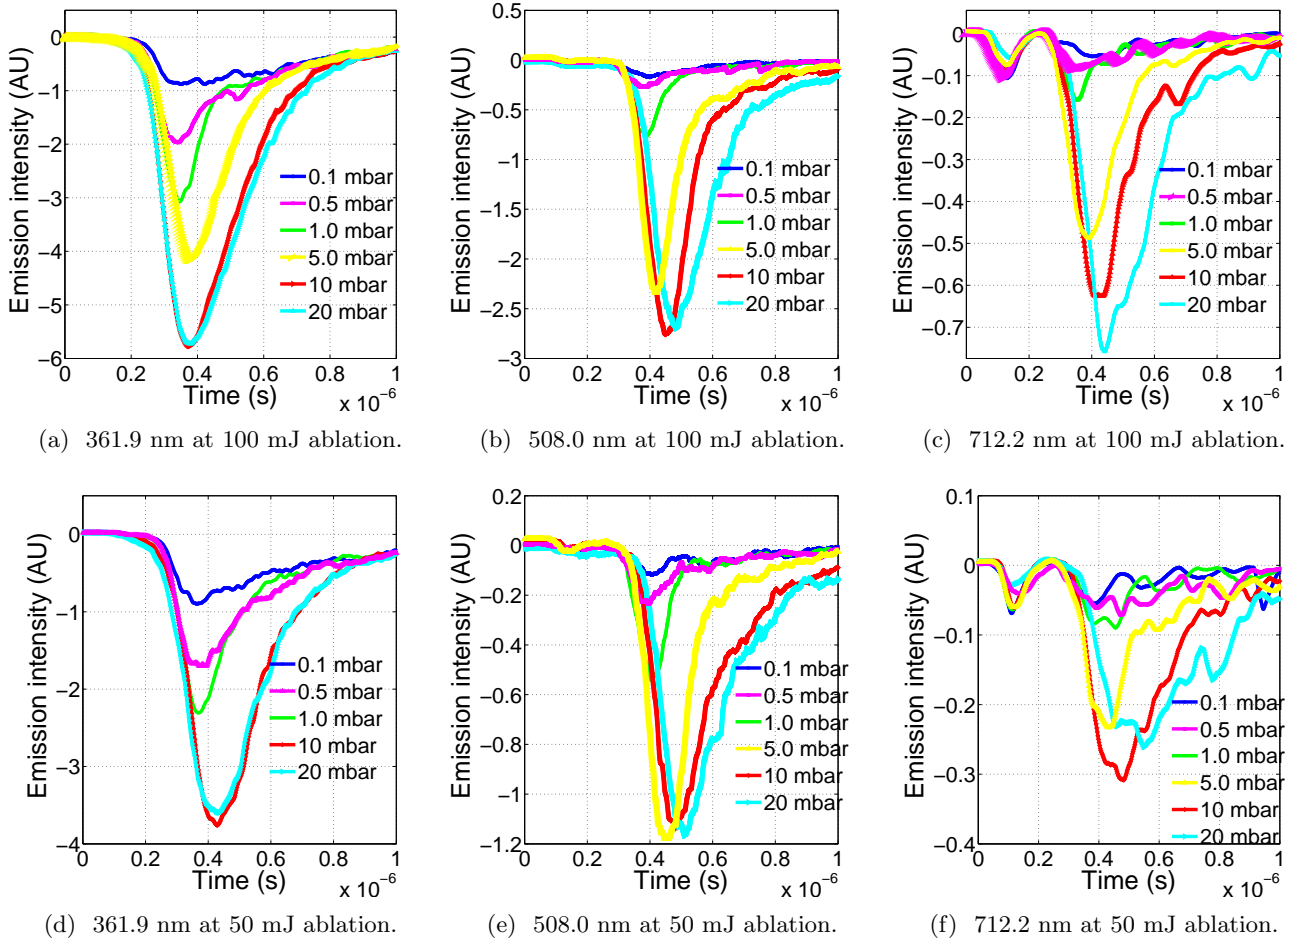 Emission intensity (AU)
0
−1
−2
−3
−4
−5
−6
0 0.2 0.4 0.6 0.8 1
Time (s)
x 10⁻⁶
0.1 mbar
0.5 mbar
1.0 mbar
5.0 mbar
10 mbar
20 mbar
(a) 361.9 nm at 100 mJ ablation.
Emission intensity (AU)
0.5
0
−0.5
−1
−1.5
−2
−2.5
−3
0 0.2 0.4 0.6 0.8 1
Time (s)
x 10⁻⁶
0.1 mbar
0.5 mbar
1.0 mbar
5.0 mbar
10 mbar
20 mbar
(b) 508.0 nm at 100 mJ ablation.
Emission intensity (AU)
0
−0.1
−0.2
−0.3
−0.4
−0.5
−0.6
−0.7
0 0.2 0.4 0.6 0.8 1
Time (s)
x 10⁻⁶
0.1 mbar
0.5 mbar
1.0 mbar
5.0 mbar
10 mbar
20 mbar
(c) 712.2 nm at 100 mJ ablation.
Emission intensity (AU)
0
−1
−2
−3
−4
0 0.2 0.4 0.6 0.8 1
Time (s)
x 10⁻⁶
0.1 mbar
0.5 mbar
1.0 mbar
10 mbar
20 mbar
(d) 361.9 nm at 50 mJ ablation.
Emission intensity (AU)
0.2
0
−0.2
−0.4
−0.6
−0.8
−1
−1.2
0 0.2 0.4 0.6 0.8 1
Time (s)
x 10⁻⁶
0.1 mbar
0.5 mbar
1.0 mbar
5.0 mbar
10 mbar
20 mbar
(e) 508.0 nm at 50 mJ ablation.
Emission intensity (AU)
0.1
0
−0.1
−0.2
−0.3
−0.4
0 0.2 0.4 0.6 0.8 1
Time (s)
x 10⁻⁶
0.1 mbar
0.5 mbar
1.0 mbar
5.0 mbar
10 mbar
20 mbar
(f) 712.2 nm at 50 mJ ablation.